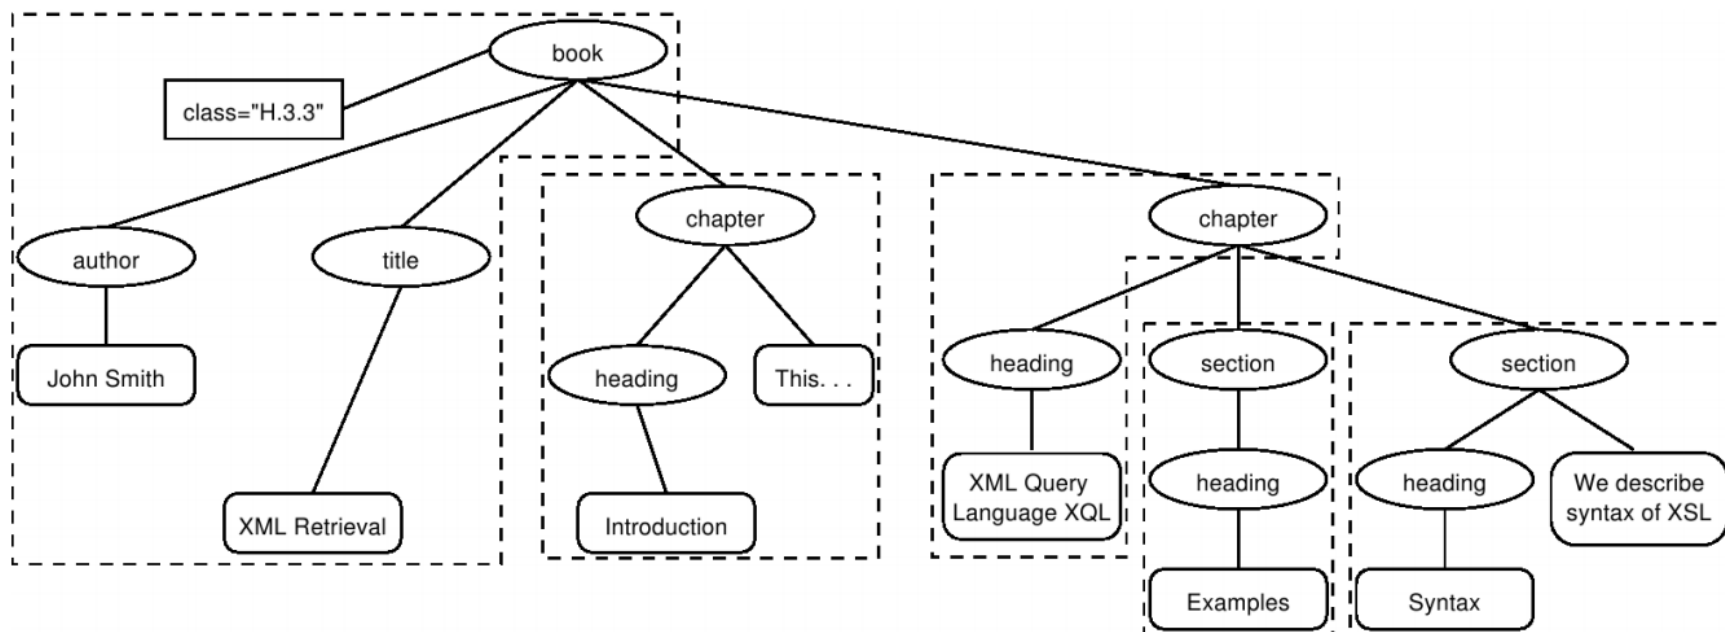 book
class="H.3.3"
chapter
chapter
author
title
heading
section
section
John Smith
heading
This. . .
XML Query
Language XQL
heading
heading
We describe
syntax of XSL
XML Retrieval
Introduction
Examples
Syntax